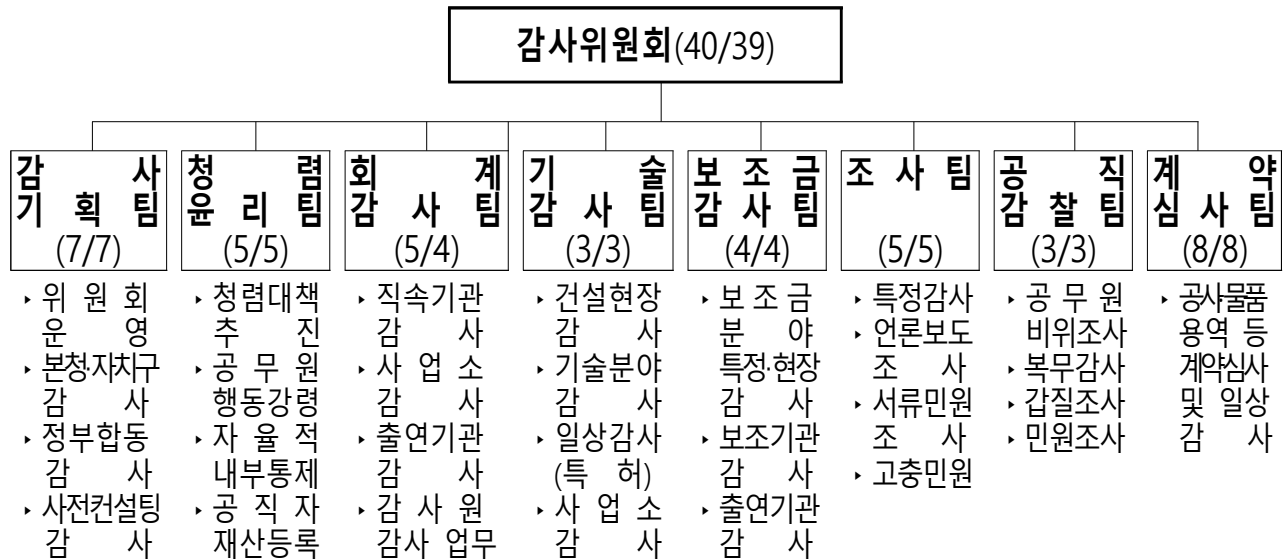 감사위원회(40/39)
감 사
기 획 팀
(7/7)
청 렴
윤 리 팀
(5/5)
회 계
감 사 팀
(5/4)
기 술
감 사 팀
(3/3)
보 조 금
감 사 팀
(4/4)
조 사 팀
(5/5)
공 직
감 찰 팀
(3/3)
계 약
심 사 팀
(8/8)
‣ 위 원 회
운 영
‣ 본청·자치구
감 사
‣ 정부합동
감 사
‣ 사전컨설팅
감 사
‣ 청렴대책
추 진
‣ 공 무 원
행동강령
‣ 자 율 적
내부통제
‣ 공 직 자
재산등록
‣ 직속기관
감 사
‣ 사 업 소
감 사
‣ 출연기관
감 사
‣ 감 사 원
감사 업무
‣ 건설현장
감 사
‣ 기술분야
감 사
‣ 일상감사
(특 허)
‣ 사 업 소
감 사
‣ 보 조 금
분 야
특정·현장
감 사
‣ 보조기관
감 사
‣ 출연기관
감 사
‣ 특정감사
‣ 언론보도
조 사
‣ 서류민원
조 사
‣ 고충민원
‣ 공 무 원
비위조사
‣ 복무감사
‣ 갑질조사
‣ 민원조사
‣ 공사·물품
용역 등
계약심사
및 일상
감 사